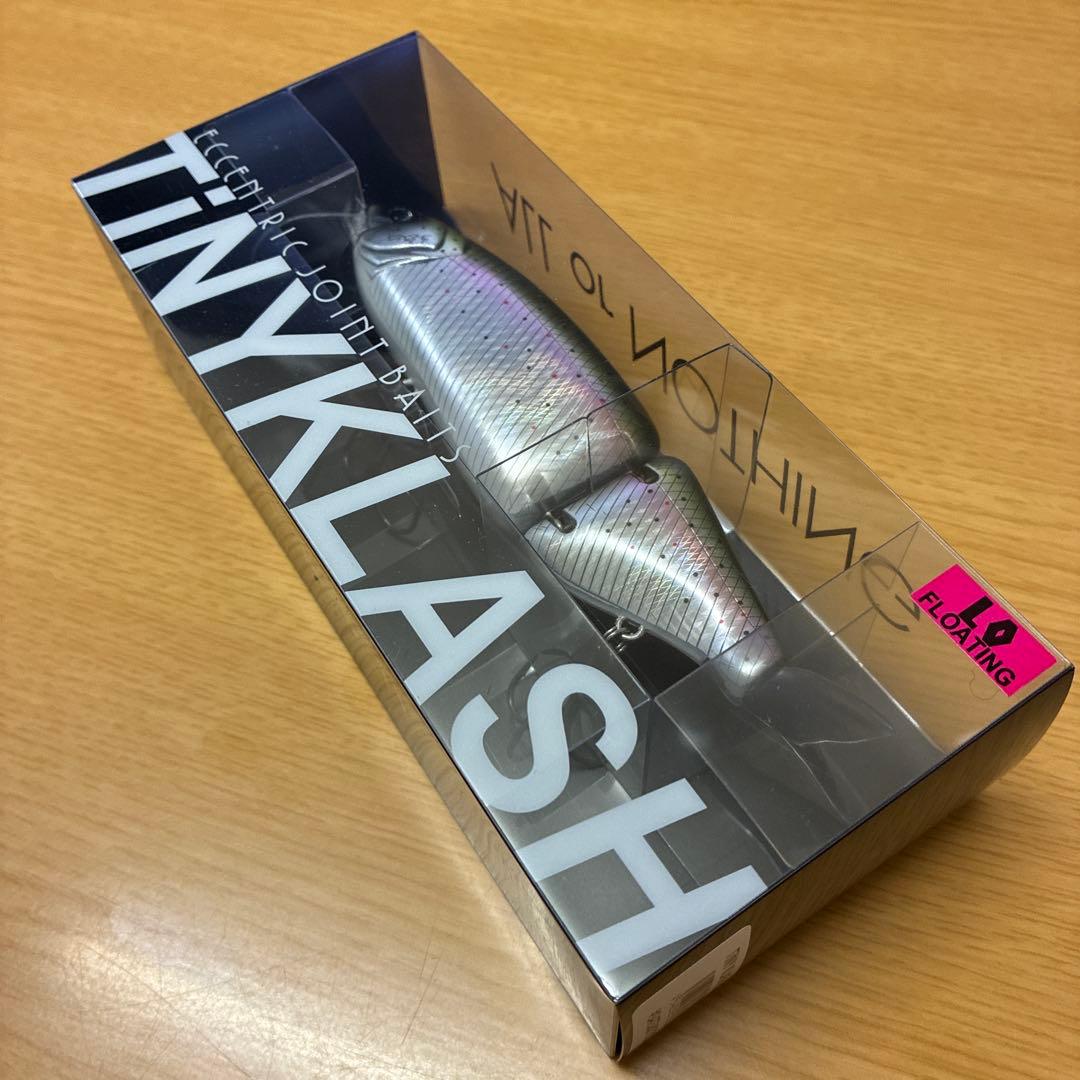 ECCENTRIC JOINT BAITS
TiNYKLASH
ALL Or NOTHING
LO
FLOATING